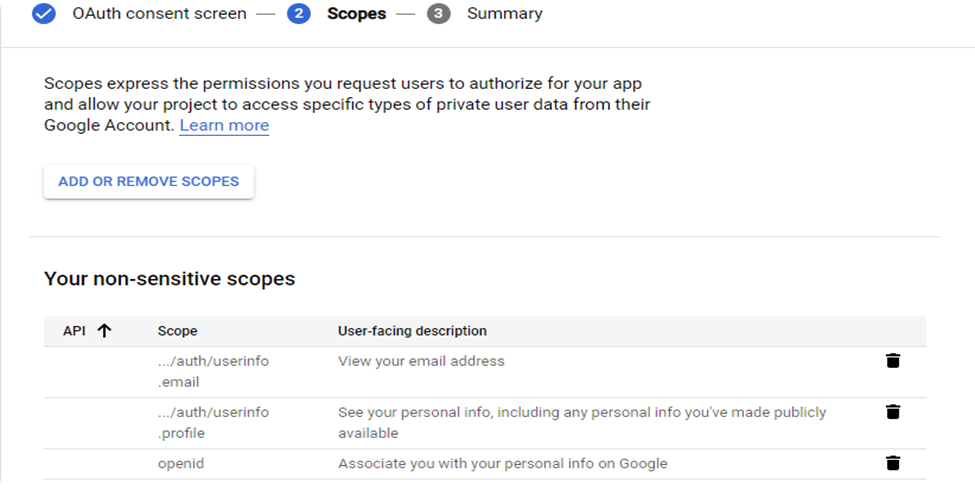 OAuth consent screen — 2 Scopes — 3 Summary
Scopes express the permissions you request users to authorize for your app
and allow your project to access specific types of private user data from their
Google Account. Learn more
ADD OR REMOVE SCOPES
Your non-sensitive scopes
API Scope User-facing description
.../auth/userinfo View your email address
.email
.../auth/userinfo See your personal info, including any personal info you've made publicly
.profile available
openid Associate you with your personal info on Google